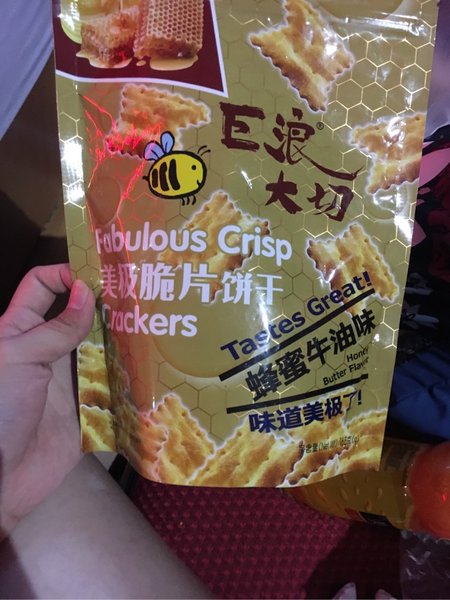 巨浪®
大切
Fabulous Crisp
美极脆片饼干
Crackers
Tastes Great!
蜂蜜牛油味
Honey
Butter Flavor
味道美极了!